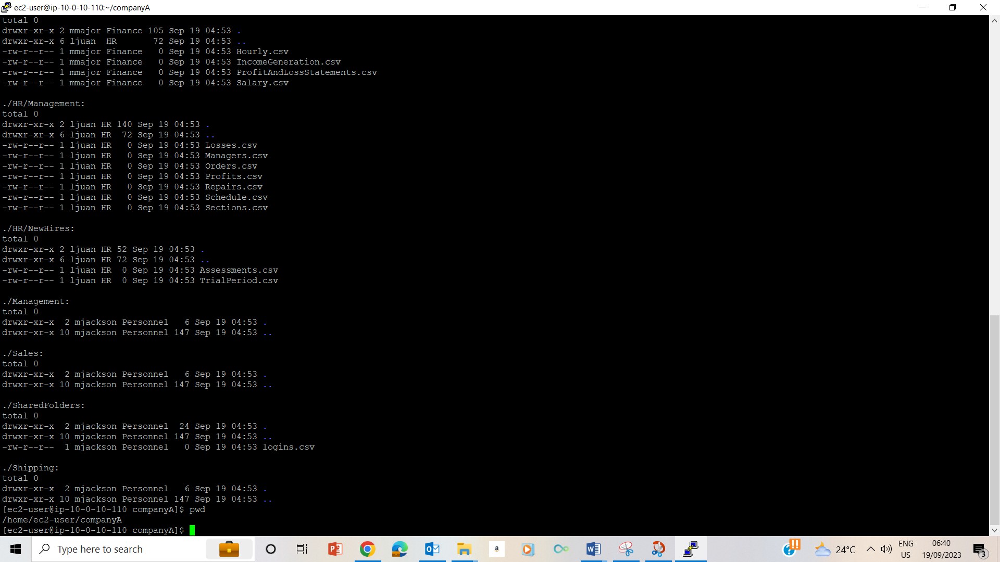 ec2-user@ip-10-0-10-110:~/companyA
total 0
drwxr-xr-x 2 mmajor Finance 105 Sep 19 04:53 .
drwxr-xr-x 6 ljuan  HR       72 Sep 19 04:53 ..
-rw-r--r-- 1 mmajor Finance   0 Sep 19 04:53 Hourly.csv
-rw-r--r-- 1 mmajor Finance   0 Sep 19 04:53 IncomeGeneration.csv
-rw-r--r-- 1 mmajor Finance   0 Sep 19 04:53 ProfitAndLossStatements.csv
-rw-r--r-- 1 mmajor Finance   0 Sep 19 04:53 Salary.csv

./HR/Management:
total 0
drwxr-xr-x 2 ljuan HR 140 Sep 19 04:53 .
drwxr-xr-x 6 ljuan HR  72 Sep 19 04:53 ..
-rw-r--r-- 1 ljuan HR   0 Sep 19 04:53 Losses.csv
-rw-r--r-- 1 ljuan HR   0 Sep 19 04:53 Managers.csv
-rw-r--r-- 1 ljuan HR   0 Sep 19 04:53 Orders.csv
-rw-r--r-- 1 ljuan HR   0 Sep 19 04:53 Profits.csv
-rw-r--r-- 1 ljuan HR   0 Sep 19 04:53 Repairs.csv
-rw-r--r-- 1 ljuan HR   0 Sep 19 04:53 Schedule.csv
-rw-r--r-- 1 ljuan HR   0 Sep 19 04:53 Sections.csv

./HR/NewHires:
total 0
drwxr-xr-x 2 ljuan HR 52 Sep 19 04:53 .
drwxr-xr-x 6 ljuan HR 72 Sep 19 04:53 ..
-rw-r--r-- 1 ljuan HR  0 Sep 19 04:53 Assessments.csv
-rw-r--r-- 1 ljuan HR  0 Sep 19 04:53 TrialPeriod.csv

./Management:
total 0
drwxr-xr-x  2 mjackson Personnel   6 Sep 19 04:53 .
drwxr-xr-x 10 mjackson Personnel 147 Sep 19 04:53 ..

./Sales:
total 0
drwxr-xr-x  2 mjackson Personnel   6 Sep 19 04:53 .
drwxr-xr-x 10 mjackson Personnel 147 Sep 19 04:53 ..

./SharedFolders:
total 0
drwxr-xr-x  2 mjackson Personnel  24 Sep 19 04:53 .
drwxr-xr-x 10 mjackson Personnel 147 Sep 19 04:53 ..
-rw-r--r--  1 mjackson Personnel   0 Sep 19 04:53 logins.csv

./Shipping:
total 0
drwxr-xr-x  2 mjackson Personnel   6 Sep 19 04:53 .
drwxr-xr-x 10 mjackson Personnel 147 Sep 19 04:53 ..
[ec2-user@ip-10-0-10-110 companyA]$ pwd
/home/ec2-user/companyA
[ec2-user@ip-10-0-10-110 companyA]$
Type here to search
a
24°C
ENG
US
06:40
19/09/2023
3